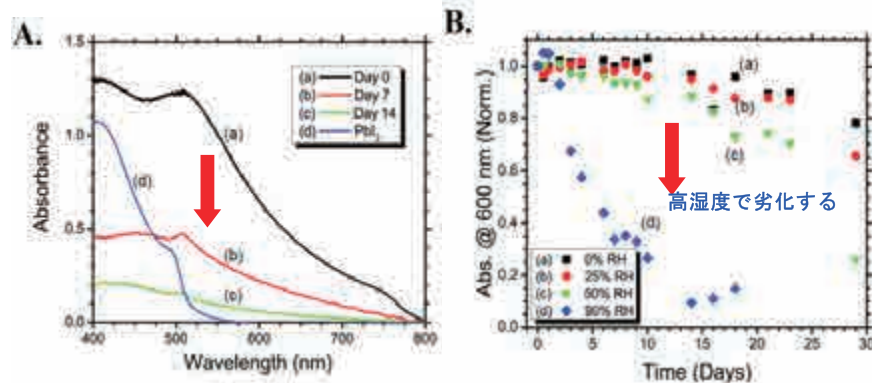 A.
1.5
1.0
0.5
0.0
400
500
600
700
800
Absorbance
Wavelength (nm)
(a) Day 0
(b) Day 7
(c) Day 14
(d) PbI₂
(a)
(d)
(b)
(c)
B.
1.0
0.8
0.6
0.4
0.2
0.0
0
5
10
15
20
25
30
Abs. @ 600 nm (Norm.)
Time (Days)
(a)
(b)
(c)
(d)
高湿度で劣化する
(a) 0% RH
(b) 25% RH
(c) 50% RH
(d) 90% RH